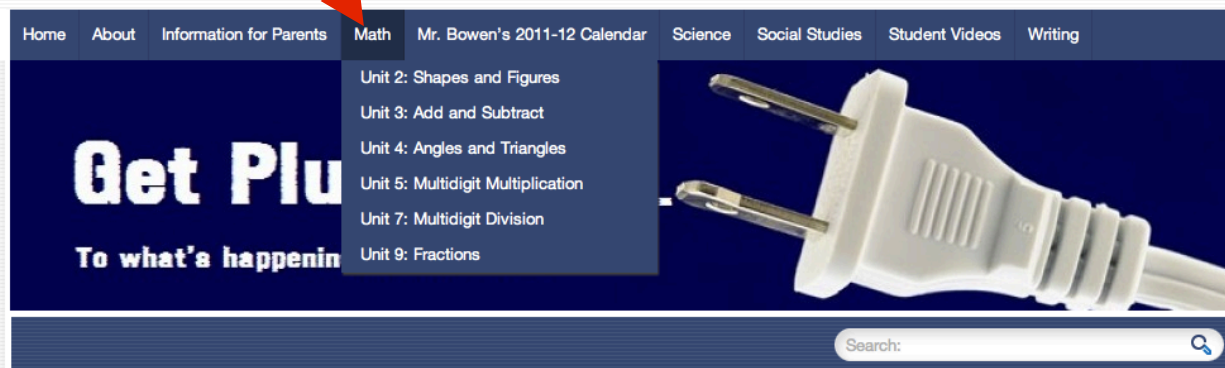 Home About Information for Parents Math Mr. Bowen's 2011-12 Calendar Science Social Studies Student Videos Writing
Unit 2: Shapes and Figures
Unit 3: Add and Subtract
Unit 4: Angles and Triangles
Unit 5: Multidigit Multiplication
Unit 7: Multidigit Division
Unit 9: Fractions
Get Plu
To what's happenin
Search: